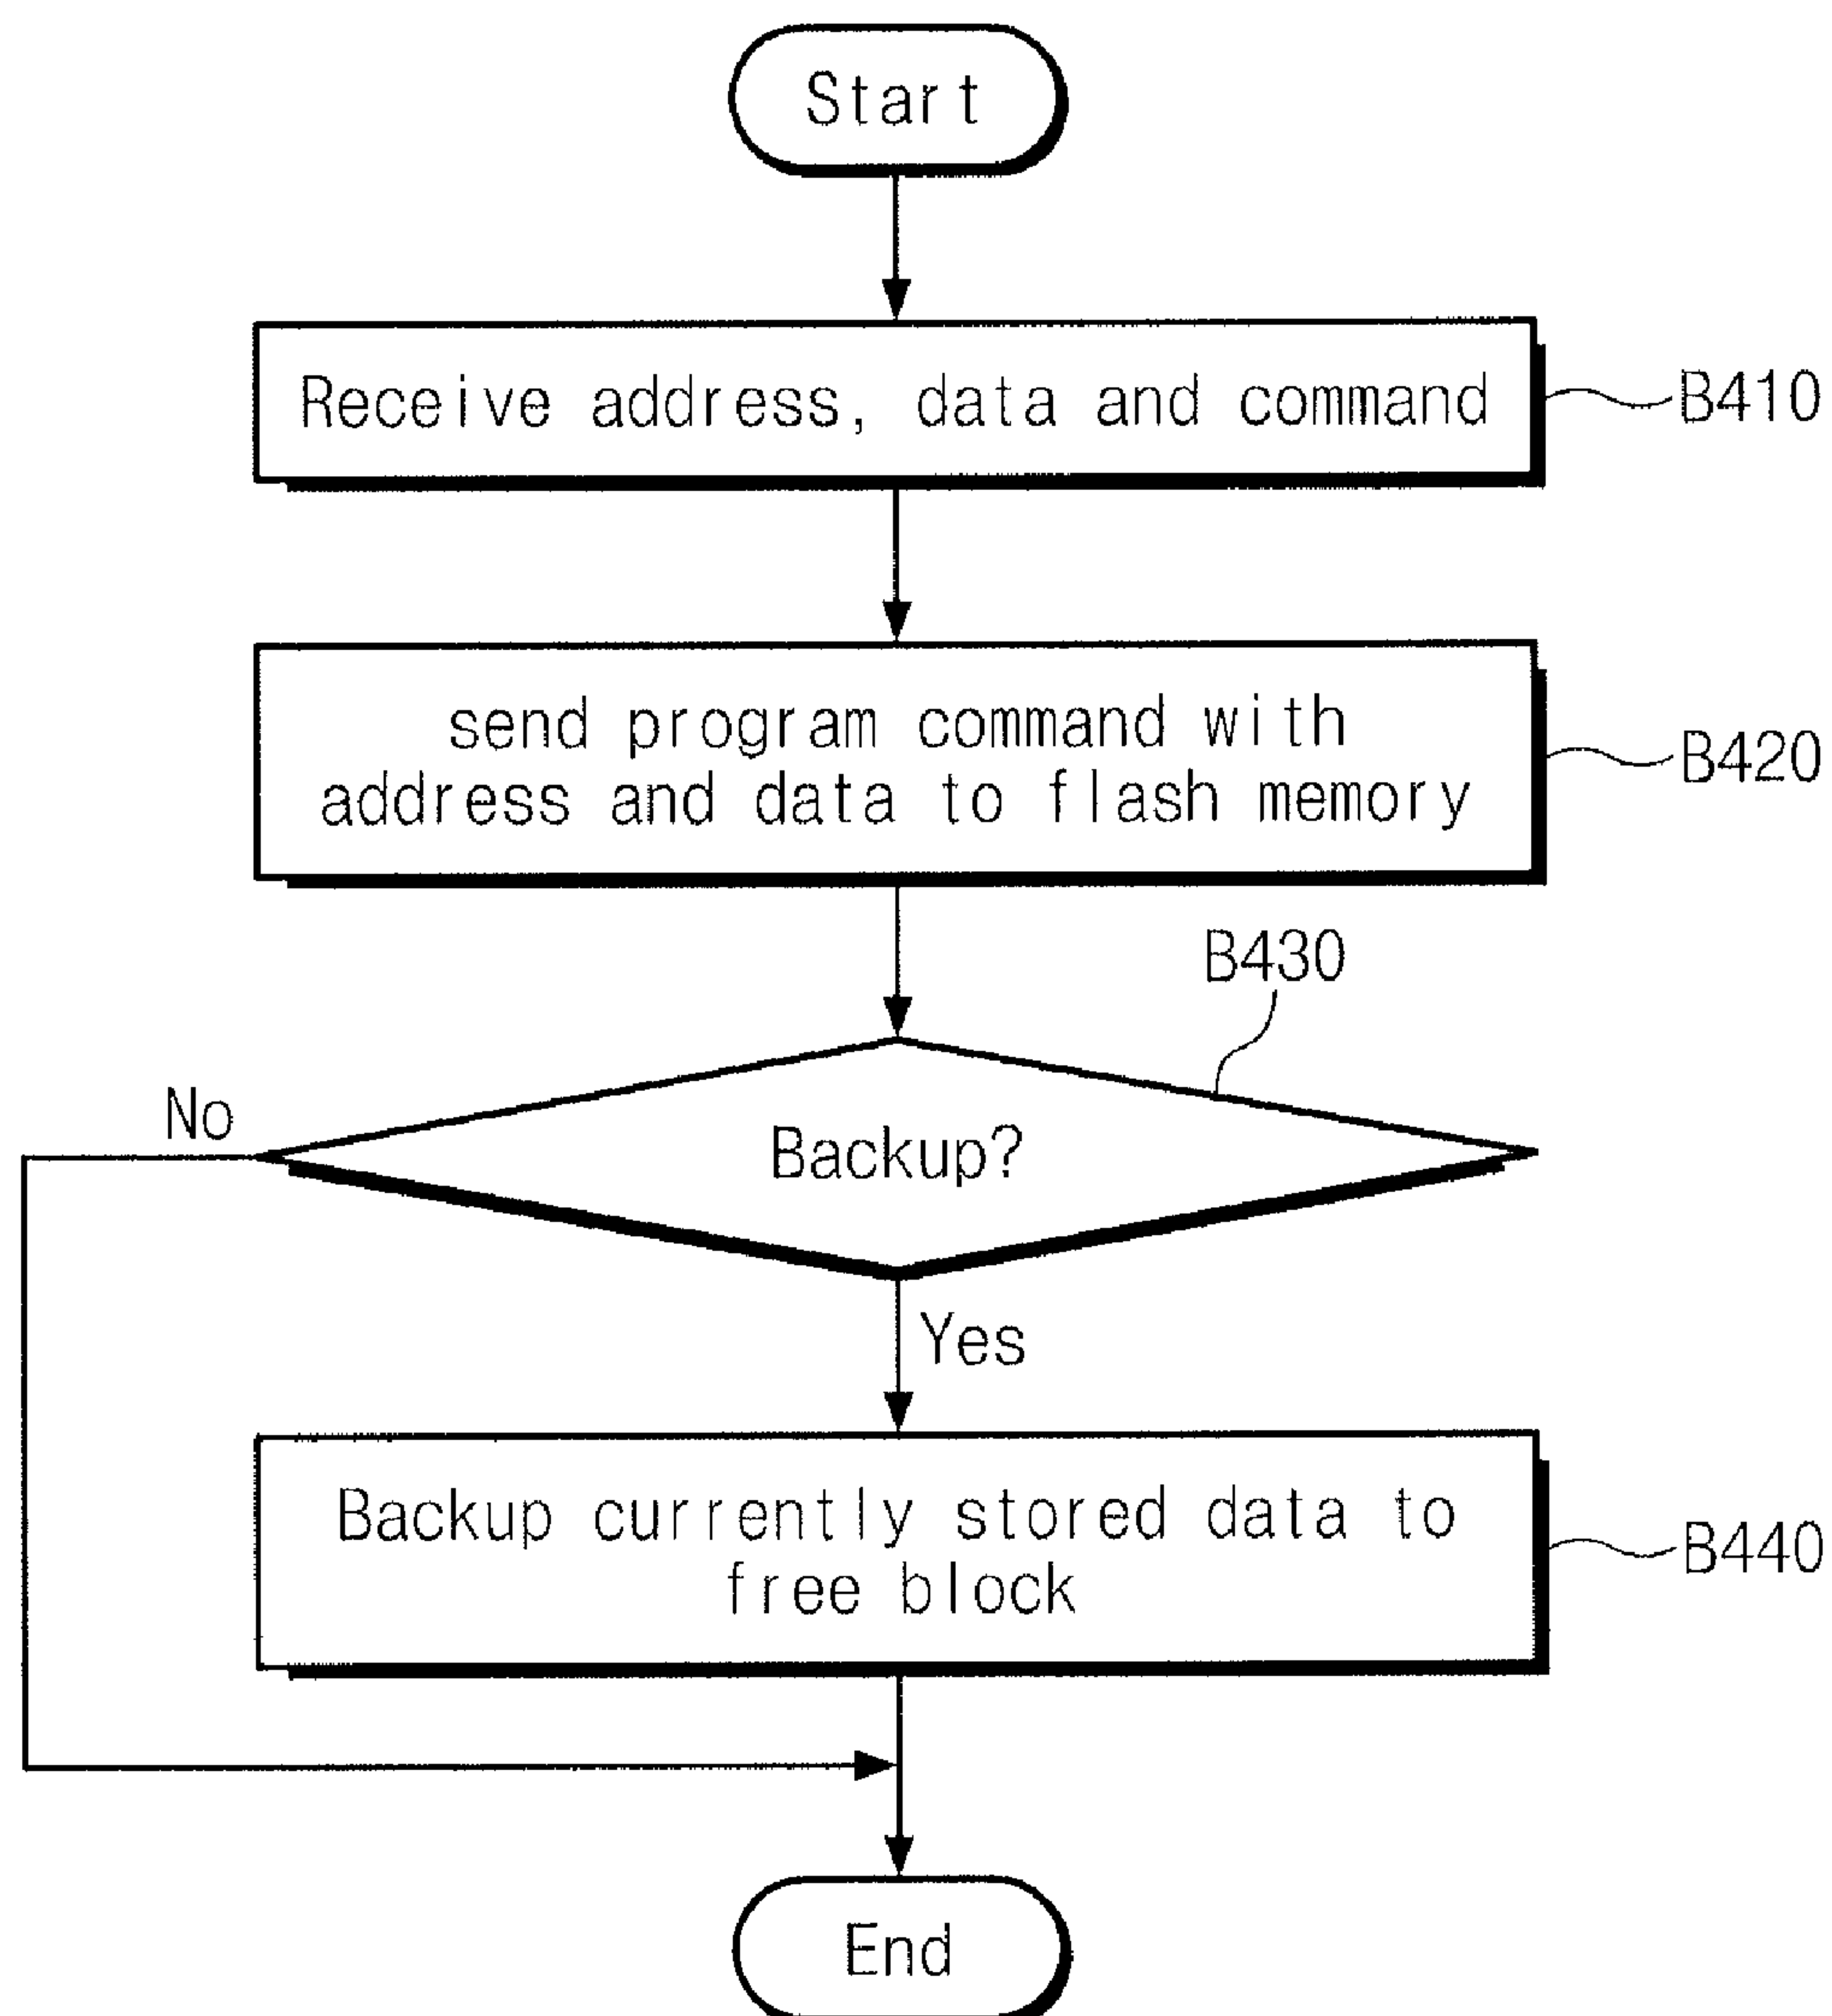 Start
Receive address, data and command
B410
send program command with
address and data to flash memory
B420
B430
No
Backup?
Yes
Backup currently stored data to
free block
B440
End